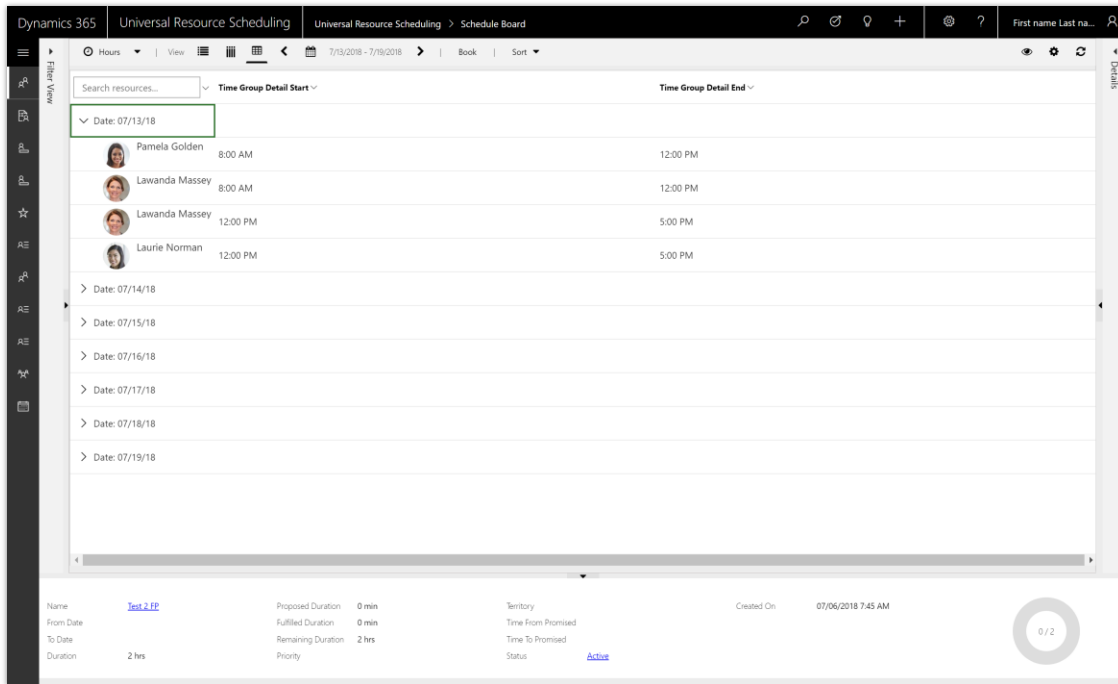 Dynamics 365 Universal Resource Scheduling Universal Resource Scheduling > Schedule Board First name Last na...
Hours | View 7/13/2018 - 7/19/2018 | Book | Sort
Filter View
Details
Search resources... Time Group Detail Start Time Group Detail End
Date: 07/13/18
Pamela Golden 8:00 AM 12:00 PM
Lawanda Massey 8:00 AM 12:00 PM
Lawanda Massey 12:00 PM 5:00 PM
Laurie Norman 12:00 PM 5:00 PM
Date: 07/14/18
Date: 07/15/18
Date: 07/16/18
Date: 07/17/18
Date: 07/18/18
Date: 07/19/18
Name Test 2 FP Proposed Duration 0 min Territory Created On 07/06/2018 7:45 AM
From Date Fulfilled Duration 0 min Time From Promised
To Date Remaining Duration 2 hrs Time To Promised
Duration 2 hrs Priority Status Active
0 / 2